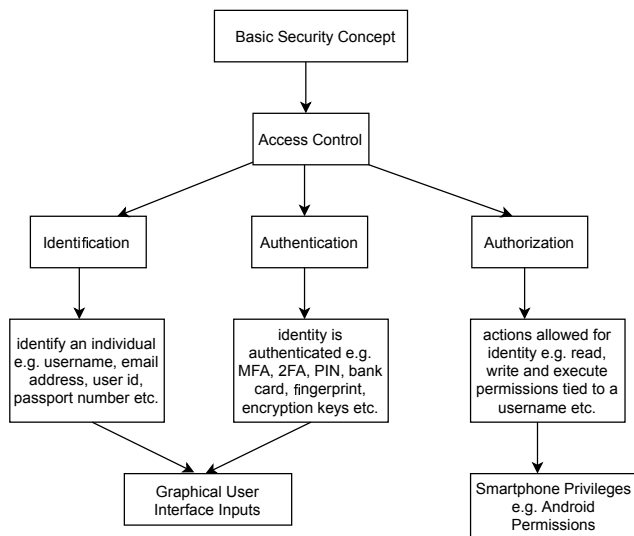 Basic Security Concept
Access Control
Identification
Authentication
Authorization
identify an individual
e.g. username, email
address, user id,
passport number etc.
identity is
authenticated e.g.
MFA, 2FA, PIN, bank
card, fingerprint,
encryption keys etc.
actions allowed for
identity e.g. read,
write and execute
permissions tied to a
username etc.
Graphical User
Interface Inputs
Smartphone Privileges
e.g. Android
Permissions